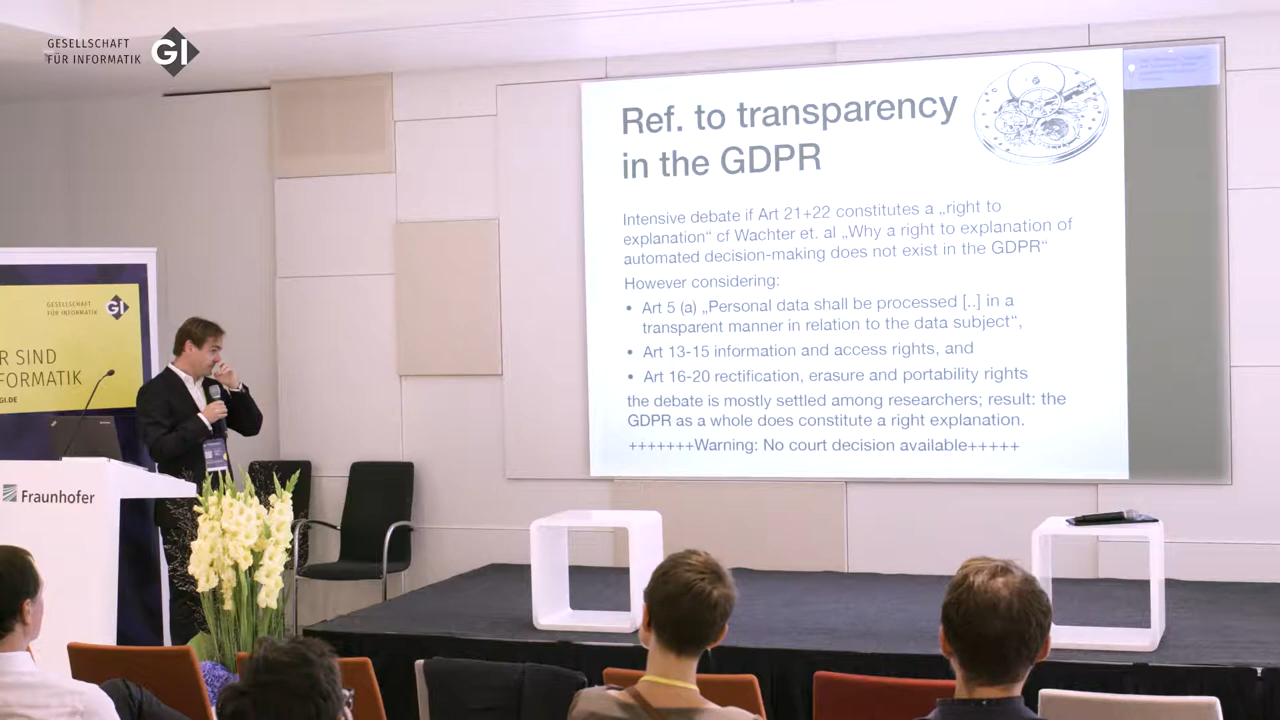 GESELLSCHAFT
FÜR INFORMATIK
GI
Ref. to transparency
in the GDPR
Intensive debate if Art 21+22 constitutes a „right to
explanation“ cf Wachter et. al „Why a right to explanation of
automated decision-making does not exist in the GDPR“
However considering:
• Art 5 (a) „Personal data shall be processed [..] in a
transparent manner in relation to the data subject“,
• Art 13-15 information and access rights, and
• Art 16-20 rectification, erasure and portability rights
the debate is mostly settled among researchers; result: the
GDPR as a whole does constitute a right explanation.
+++++++Warning: No court decision available+++++
GESELLSCHAFT
FÜR INFORMATIK
GI
R SIND
FORMATIK
GI.DE
Fraunhofer